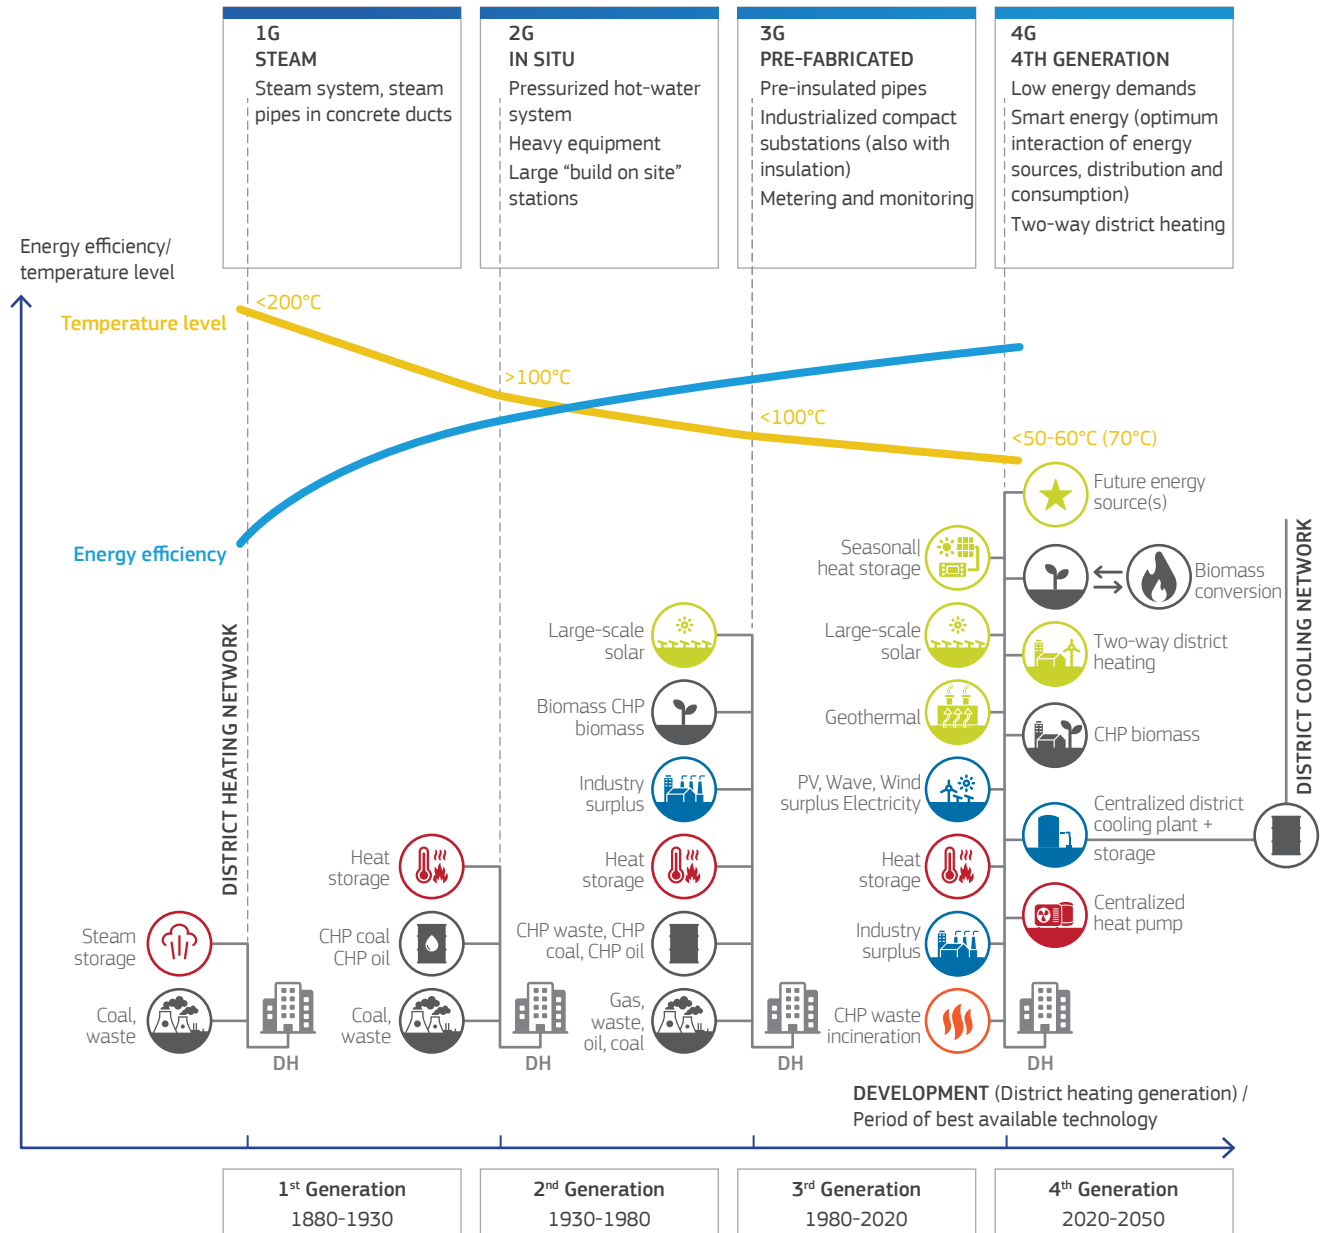 1G
STEAM
Steam system, steam
pipes in concrete ducts
2G
IN SITU
Pressurized hot-water
system
Heavy equipment
Large “build on site”
stations
3G
PRE-FABRICATED
Pre-insulated pipes
Industrialized compact
substations (also with
insulation)
Metering and monitoring
4G
4TH GENERATION
Low energy demands
Smart energy (optimum
interaction of energy
sources, distribution and
consumption)
Two-way district heating
Energy efficiency/
temperature level
Temperature level
<200°C
>100°C
<100°C
<50-60°C (70°C)
Energy efficiency
DISTRICT HEATING NETWORK
Steam
storage
Coal,
waste
DH
Heat
storage
CHP coal
CHP oil
Coal,
waste
DH
Large-scale
solar
Biomass CHP
biomass
Industry
surplus
Heat
storage
CHP waste, CHP
coal, CHP oil
Gas,
waste,
oil, coal
DH
Seasonal|
heat storage
Large-scale
solar
Geothermal
PV, Wave, Wind
surplus Electricity
Heat
storage
Industry
surplus
CHP waste
incineration
DH
Future energy
source(s)
Biomass
conversion
Two-way district
heating
CHP biomass
Centralized district
cooling plant +
storage
Centralized
heat pump
DISTRICT COOLING NETWORK
DEVELOPMENT (District heating generation) /
Period of best available technology
1st Generation
1880-1930
2nd Generation
1930-1980
3rd Generation
1980-2020
4th Generation
2020-2050